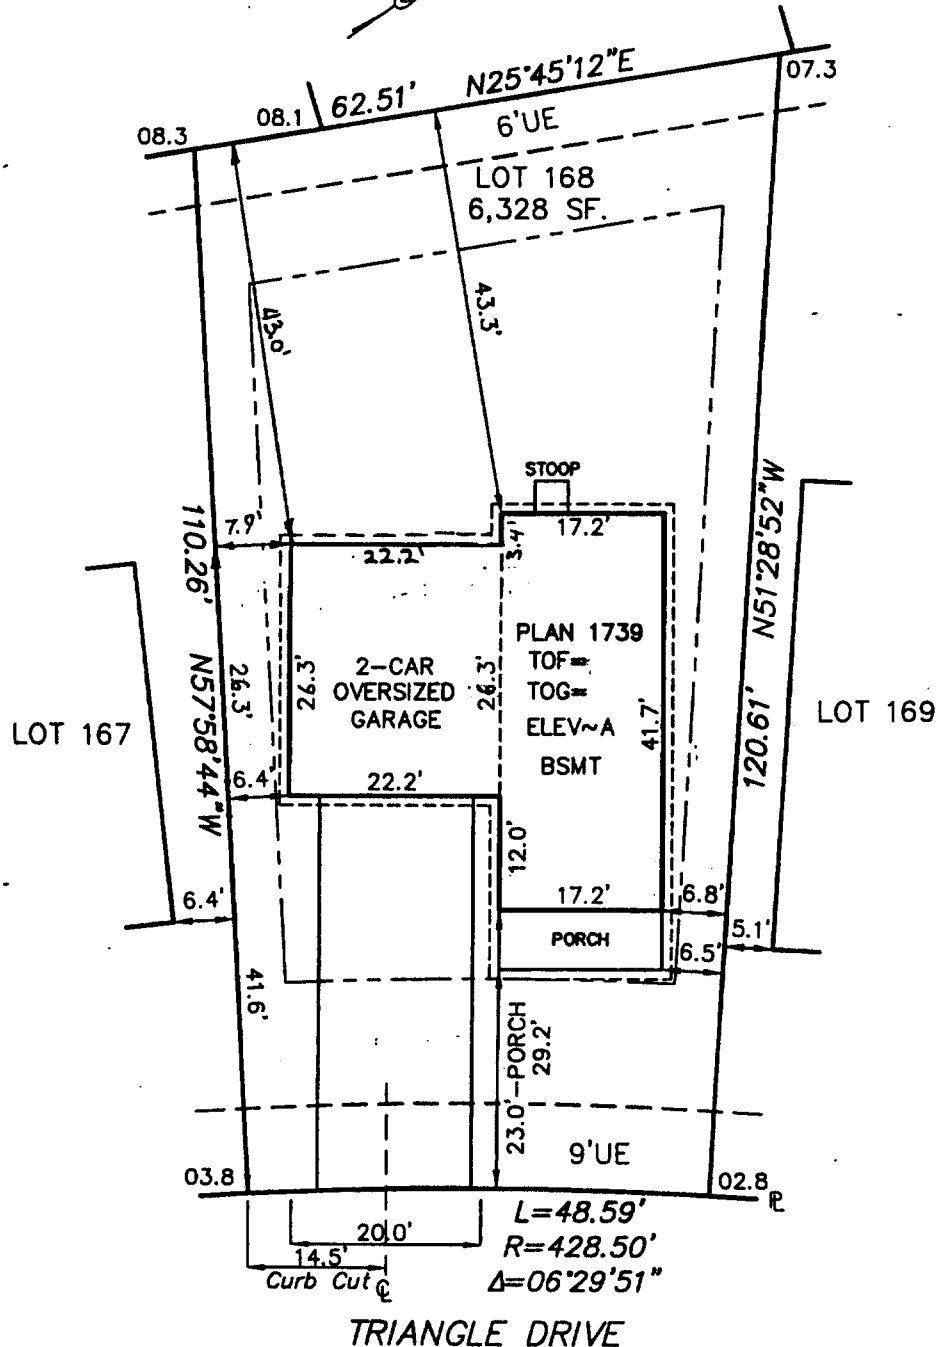 N25°45'12"E
62.51'
07.3
08.1
08.3
6'UE
LOT 168
6,328 SF.
43.0'
43.3'
STOOP
17.2'
3.4'
7.9'
22.2'
110.26' N57°58'44"W
N51°28'52"W
120.61'
26.3'
26.3'
26.3'
2-CAR
OVERSIZED
GARAGE
PLAN 1739
TOF=
TOG=
ELEV~A
BSMT
41.7'
LOT 167
LOT 169
6.4'
22.2'
12.0'
17.2'
6.8'
6.4'
PORCH
5.1'
6.5'
41.6'
23.0'-PORCH
29.2'
9'UE
03.8
02.8
PL
L=48.59'
R=428.50'
Δ=06°29'51"
20.0'
14.5'
Curb Cut CL
TRIANGLE DRIVE